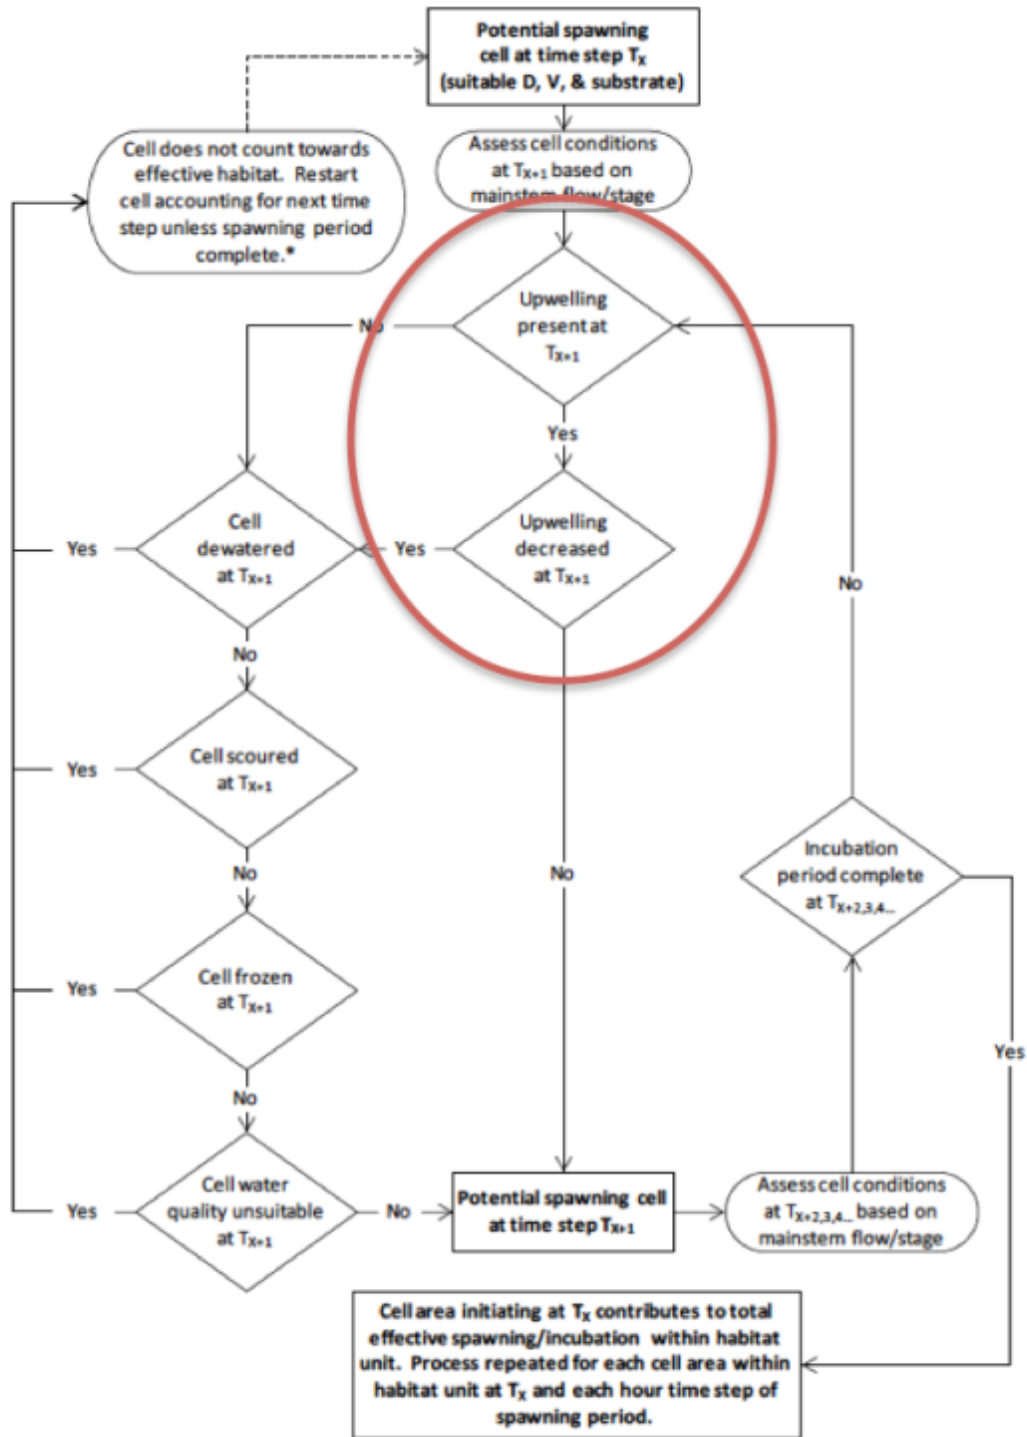 Potential spawning
cell at time step Tx
(suitable D, V, & substrate)
Cell does not count towards
effective habitat. Restart
cell accounting for next time
step unless spawning period
complete.*
Assess cell conditions
at Tx+1 based on
mainstem flow/stage
Upwelling
present at
Tx+1
No
Yes
Cell
dewatered
at Tx+1
Yes
Yes
Upwelling
decreased
at Tx+1
No
No
Cell scoured
at Tx+1
Yes
No
No
Incubation
period complete
at Tx+2,3,4...
Cell frozen
at Tx+1
Yes
Yes
No
Cell water
quality unsuitable
at Tx+1
Yes
No
Potential spawning cell
at time step Tx+1
Assess cell conditions
at Tx+2,3,4... based on
mainstem flow/stage
Cell area initiating at Tx contributes to total
effective spawning/incubation within habitat
unit. Process repeated for each cell area within
habitat unit at Tx and each hour time step of
spawning period.